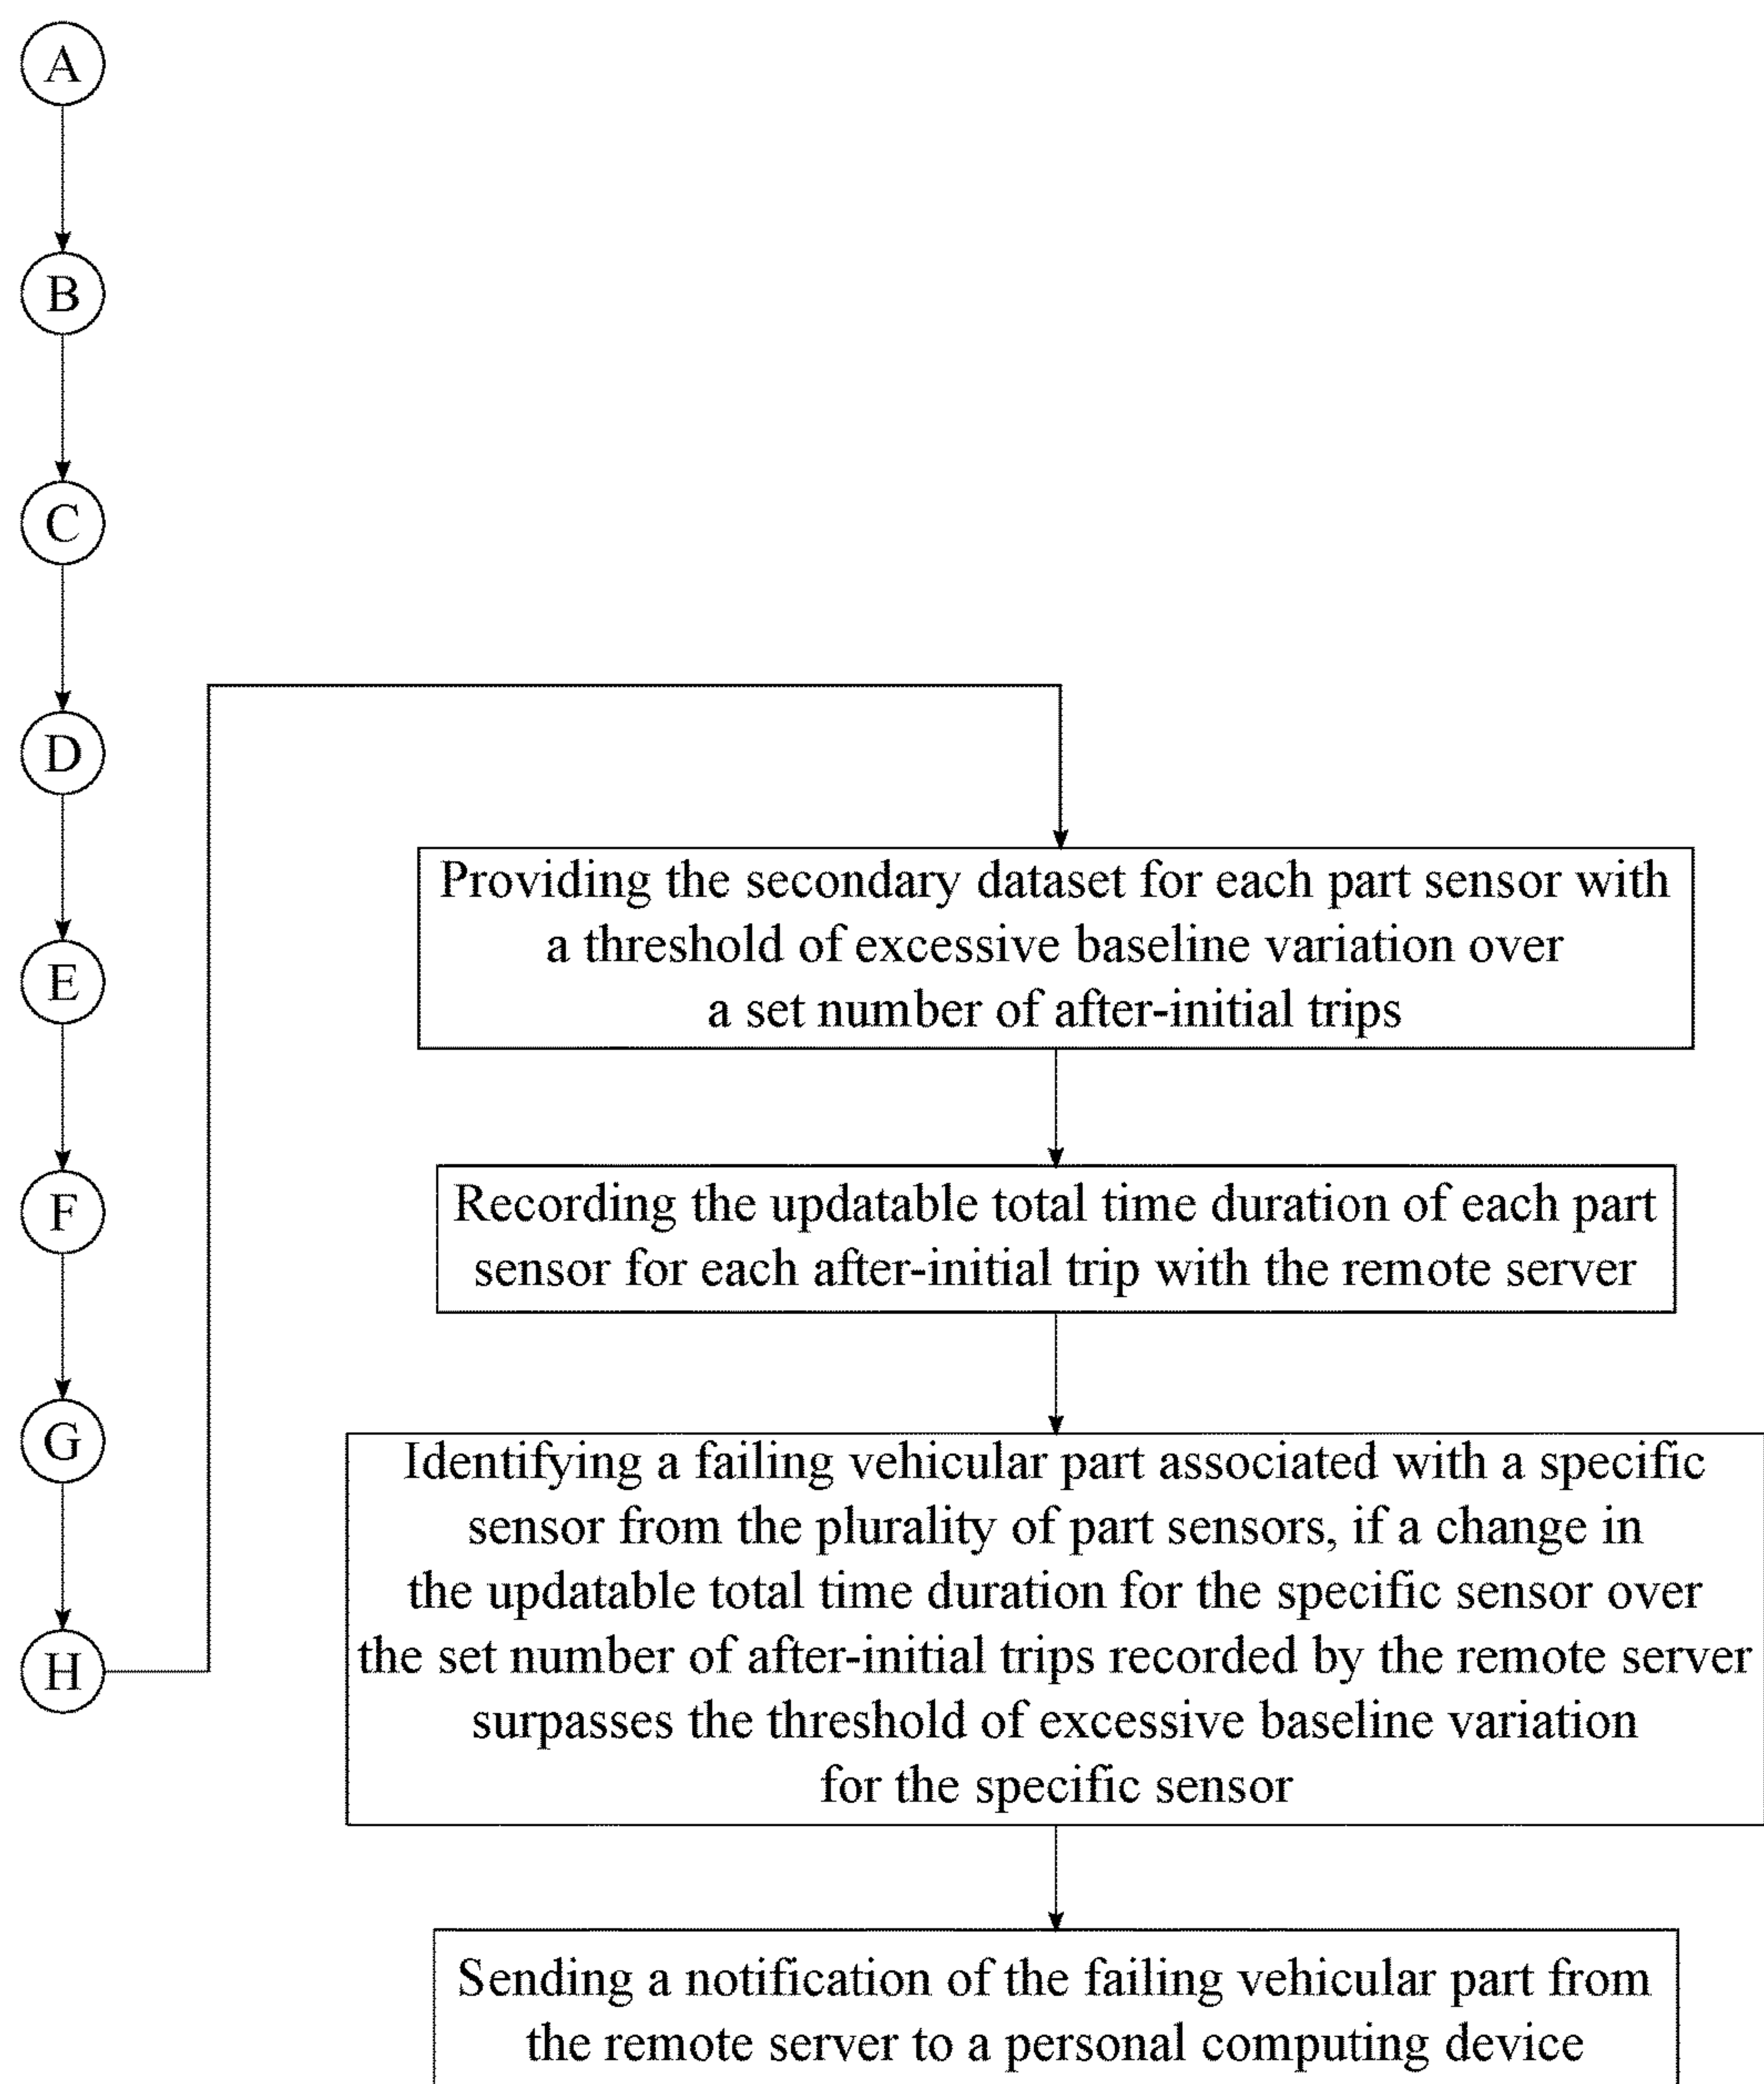 A
B
C
D
E
F
G
H
Providing the secondary dataset for each part sensor with
a threshold of excessive baseline variation over
a set number of after-initial trips
Recording the updatable total time duration of each part
sensor for each after-initial trip with the remote server
Identifying a failing vehicular part associated with a specific
sensor from the plurality of part sensors, if a change in
the updatable total time duration for the specific sensor over
the set number of after-initial trips recorded by the remote server
surpasses the threshold of excessive baseline variation
for the specific sensor
Sending a notification of the failing vehicular part from
the remote server to a personal computing device